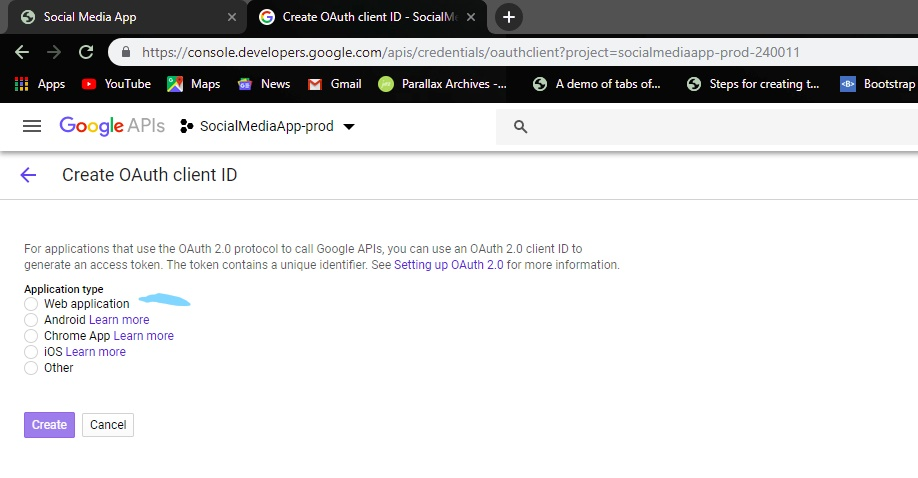 Social Media App
Create OAuth client ID - SocialMe
https://console.developers.google.com/apis/credentials/oauthclient?project=socialmediaapp-prod-240011
Apps YouTube Maps News Gmail Parallax Archives -... A demo of tabs of... Steps for creating t... <B> Bootstrap
Google APIs SocialMediaApp-prod
Create OAuth client ID
For applications that use the OAuth 2.0 protocol to call Google APIs, you can use an OAuth 2.0 client ID to
generate an access token. The token contains a unique identifier. See Setting up OAuth 2.0 for more information.
Application type
Web application
Android Learn more
Chrome App Learn more
iOS Learn more
Other
Create Cancel